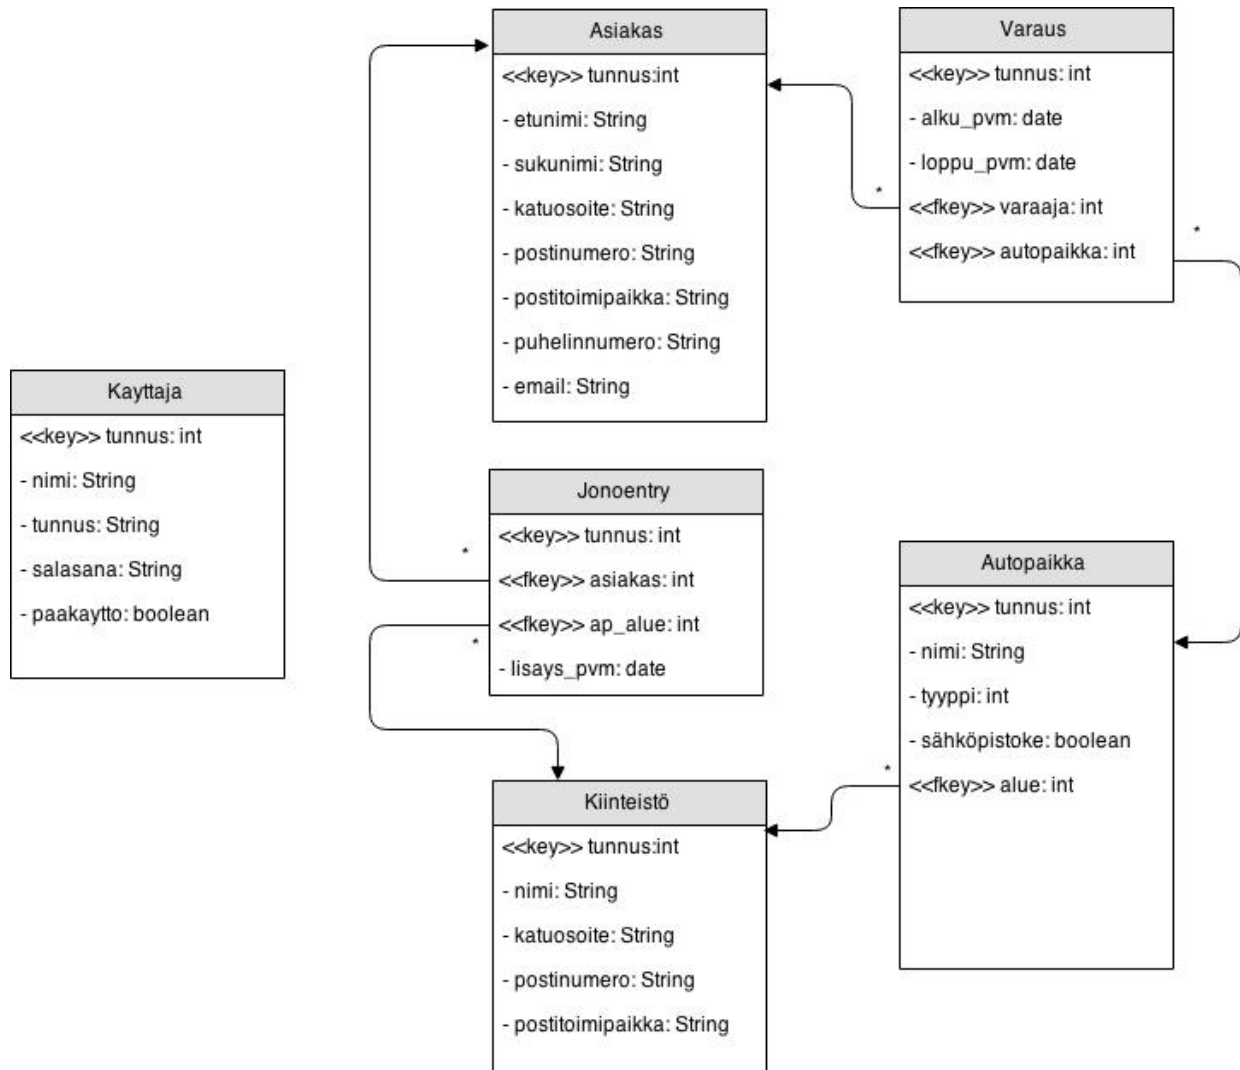 Asiakas
<<key>> tunnus:int
- etunimi: String
- sukunimi: String
- katuosoite: String
- postinumero: String
- postitoimipaikka: String
- puhelinnumero: String
- email: String
Varaus
<<key>> tunnus: int
- alku_pvm: date
- loppu_pvm: date
<<fkey>> varaaja: int
<<fkey>> autopaikka: int
*
*
Kayttaja
<<key>> tunnus: int
- nimi: String
- tunnus: String
- salasana: String
- paakaytto: boolean
Jonoentry
<<key>> tunnus: int
<<fkey>> asiakas: int
<<fkey>> ap_alue: int
- lisays_pvm: date
*
*
Autopaikka
<<key>> tunnus: int
- nimi: String
- tyyppi: int
- sähköpistoke: boolean
<<fkey>> alue: int
*
Kiinteistö
<<key>> tunnus:int
- nimi: String
- katuosoite: String
- postinumero: String
- postitoimipaikka: String